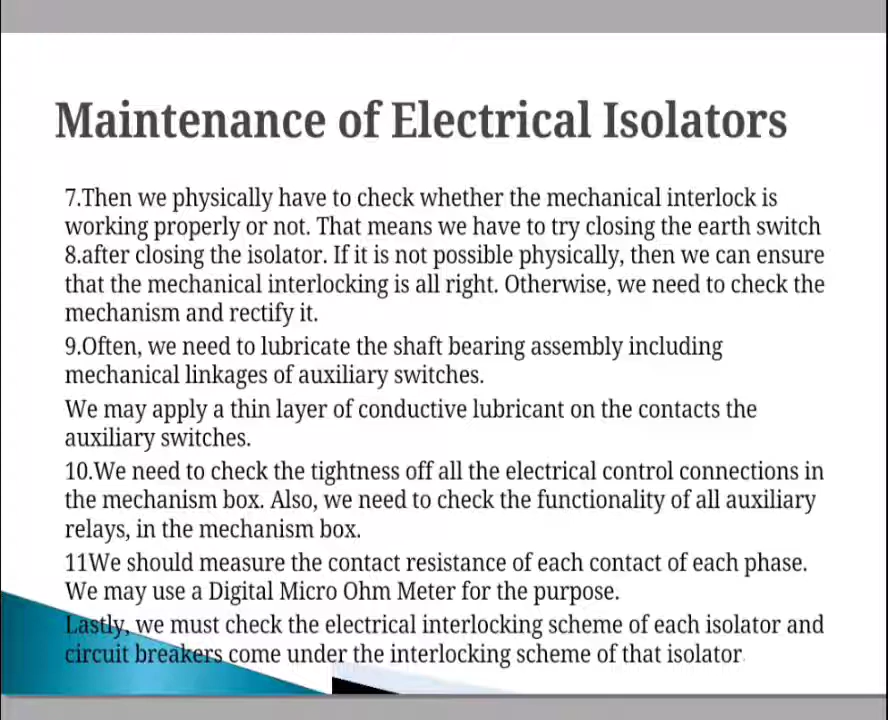 Maintenance of Electrical Isolators
7.Then we physically have to check whether the mechanical interlock is
working properly or not. That means we have to try closing the earth switch
8.after closing the isolator. If it is not possible physically, then we can ensure
that the mechanical interlocking is all right. Otherwise, we need to check the
mechanism and rectify it.
9.Often, we need to lubricate the shaft bearing assembly including
mechanical linkages of auxiliary switches.
We may apply a thin layer of conductive lubricant on the contacts the
auxiliary switches.
10.We need to check the tightness off all the electrical control connections in
the mechanism box. Also, we need to check the functionality of all auxiliary
relays, in the mechanism box.
11We should measure the contact resistance of each contact of each phase.
We may use a Digital Micro Ohm Meter for the purpose.
Lastly, we must check the electrical interlocking scheme of each isolator and
circuit breakers come under the interlocking scheme of that isolator.